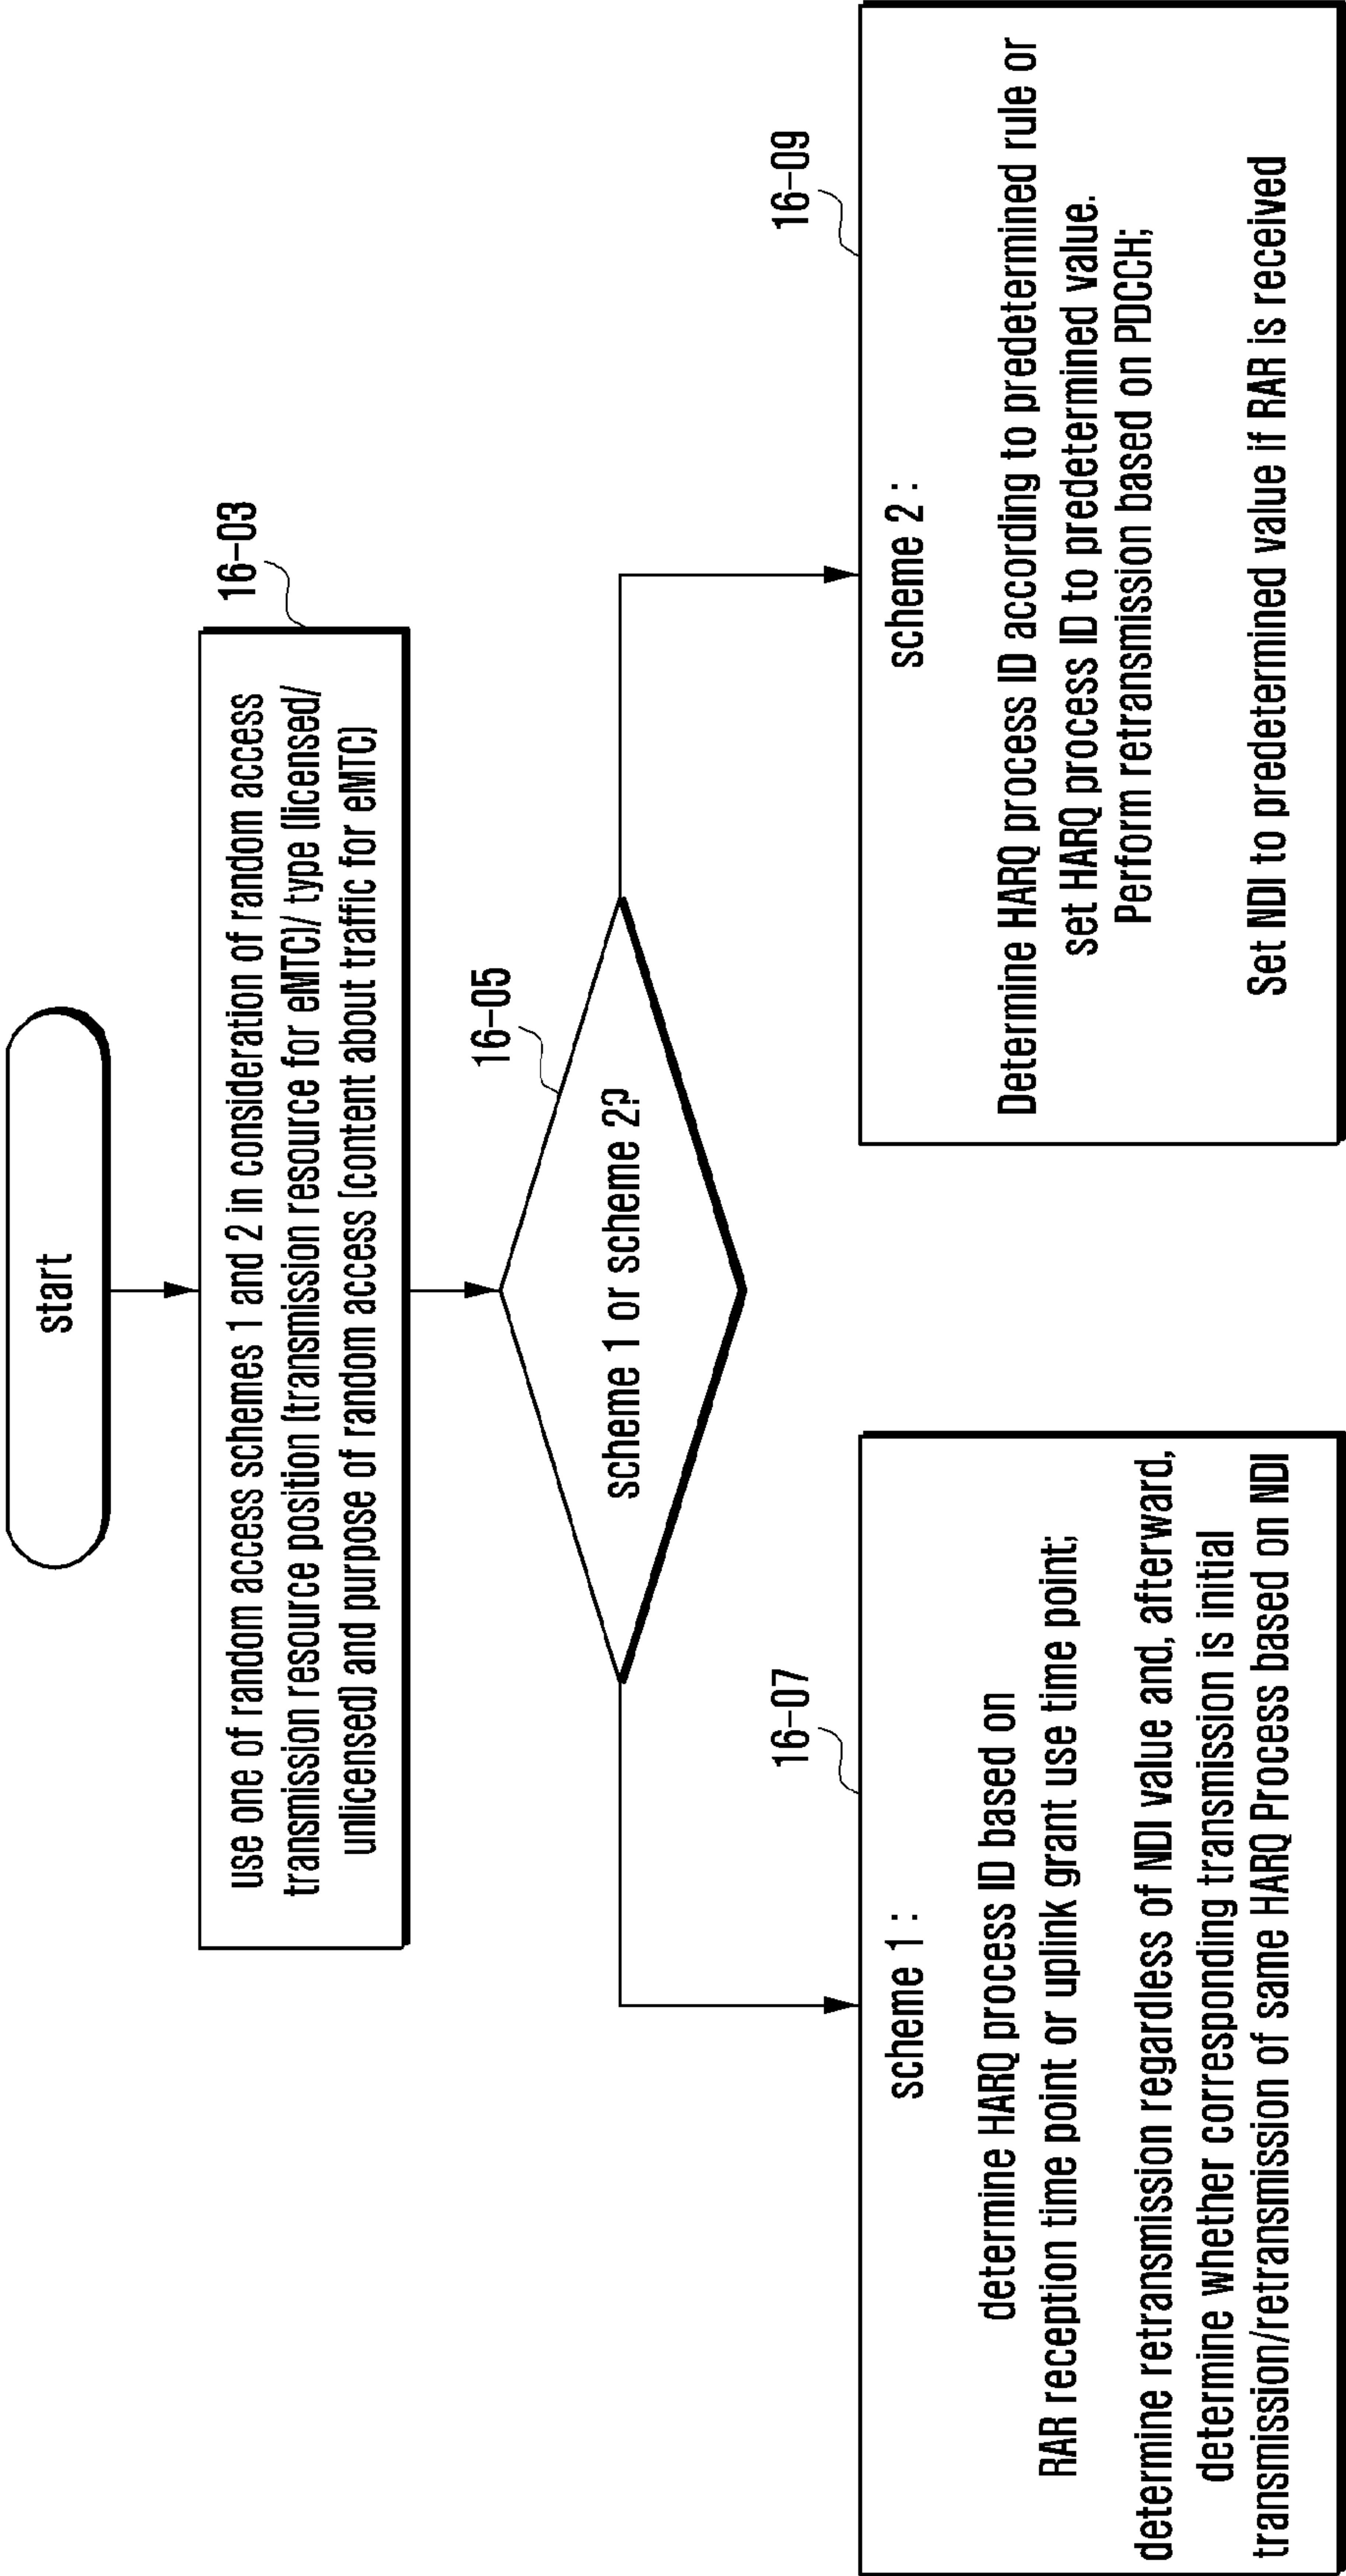 start
16-03
use one of random access schemes 1 and 2 in consideration of random access
transmission resource position (transmission resource for eMTC)/ type (licensed/
unlicensed) and purpose of random access (content about traffic for eMTC)
16-05
scheme 1 or scheme 2?
16-07
scheme 1 :
determine HARQ process ID based on
RAR reception time point or uplink grant use time point;
determine retransmission regardless of NDI value and, afterward,
determine whether corresponding transmission is initial
transmission/retransmission of same HARQ Process based on NDI
16-09
scheme 2 :
Determine HARQ process ID according to predetermined rule or
set HARQ process ID to predetermined value.
Perform retransmission based on PDCCH;
Set NDI to predetermined value if RAR is received